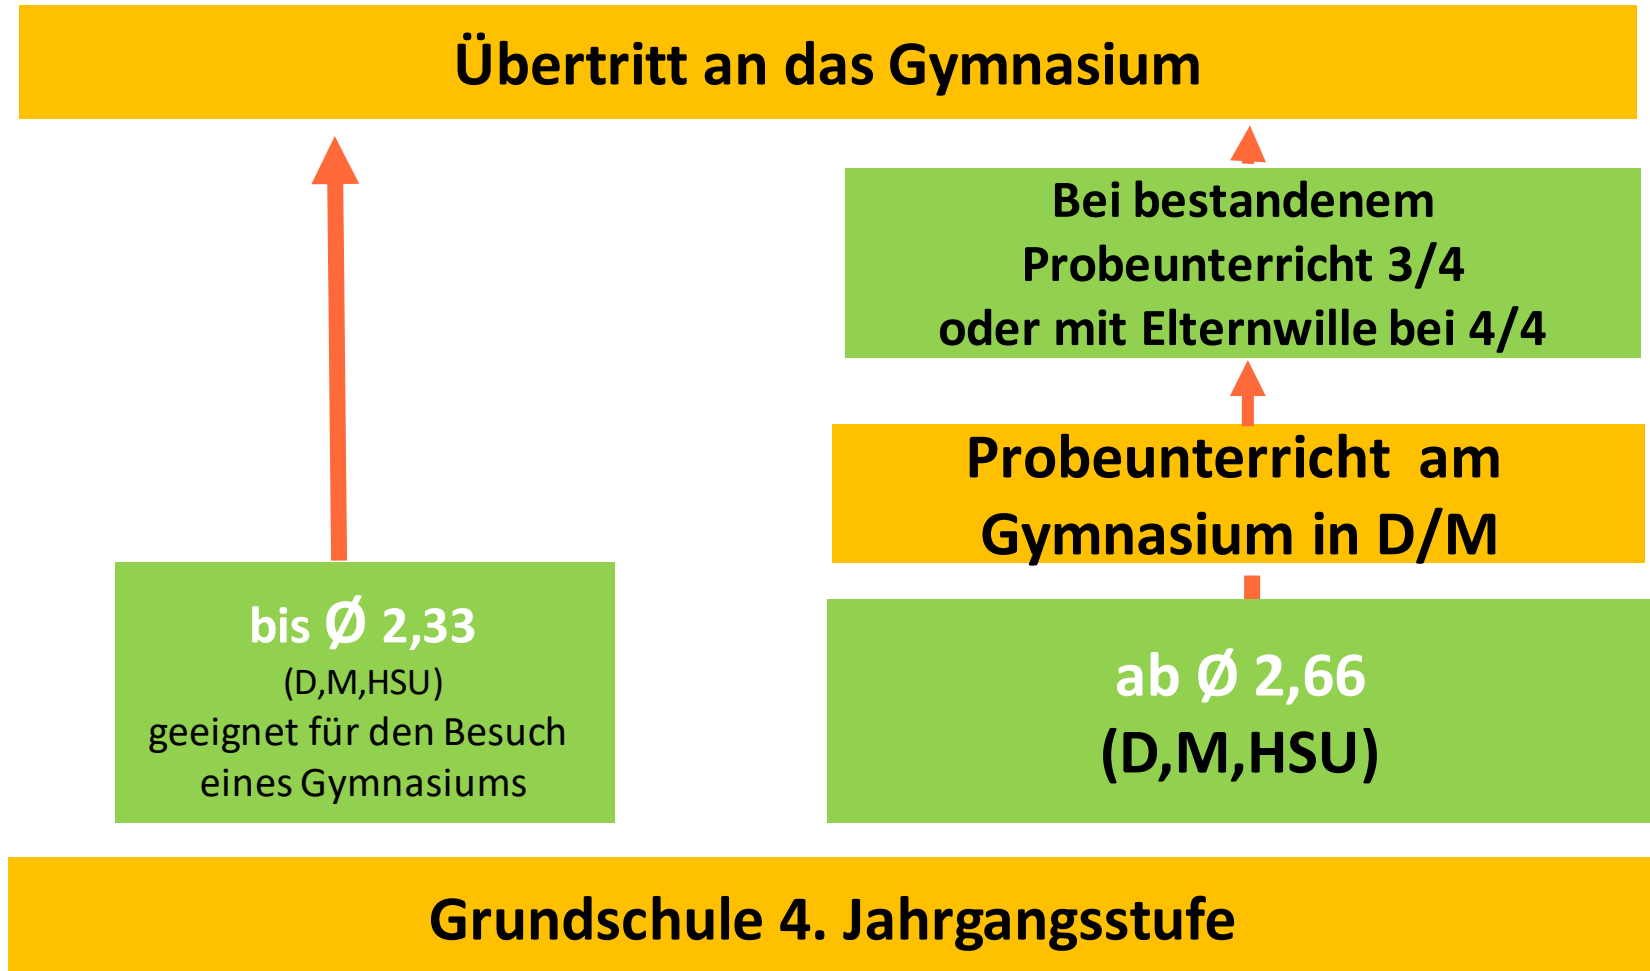 Übertritt an das Gymnasium
Bei bestandenem
Probeunterricht 3/4
oder mit Elternwille bei 4/4
Probeunterricht am
Gymnasium in D/M
bis Ø 2,33
(D,M,HSU)
geeignet für den Besuch
eines Gymnasiums
ab Ø 2,66
(D,M,HSU)
Grundschule 4. Jahrgangsstufe